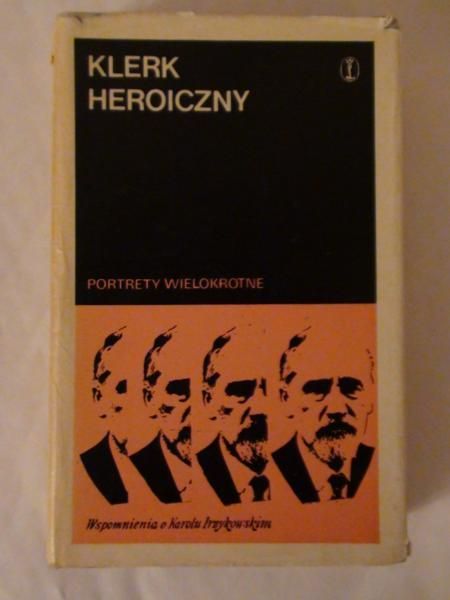 KLERK
HEROICZNY
PORTRETY WIELOKROTNE
Wspomnienia o Karolu Irzykowskim